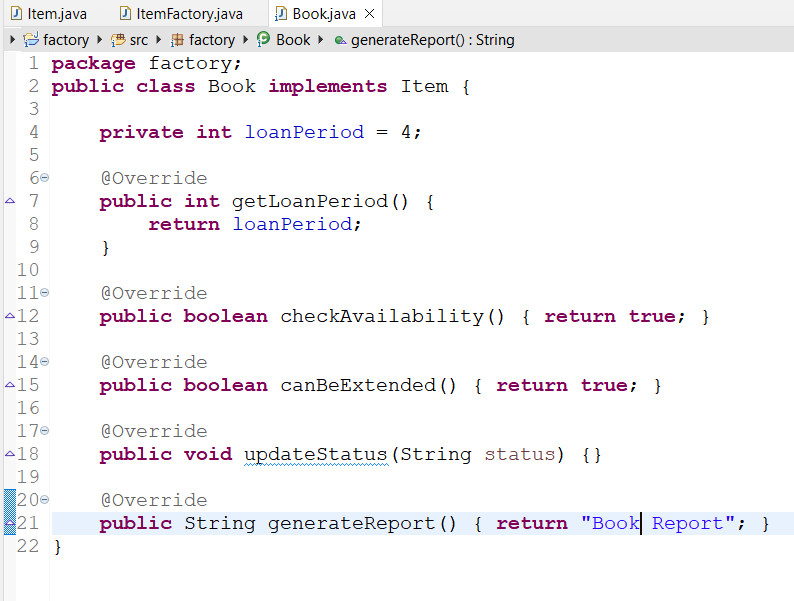 Item.java ItemFactory.java Book.java
factory src factory Book generateReport() : String
1 package factory;
2 public class Book implements Item {
3
4 private int loanPeriod = 4;
5
6 @Override
7 public int getLoanPeriod() {
8 return loanPeriod;
9 }
10
11 @Override
12 public boolean checkAvailability() { return true; }
13
14 @Override
15 public boolean canBeExtended() { return true; }
16
17 @Override
18 public void updateStatus(String status) {}
19
20 @Override
21 public String generateReport() { return "Book Report"; }
22 }